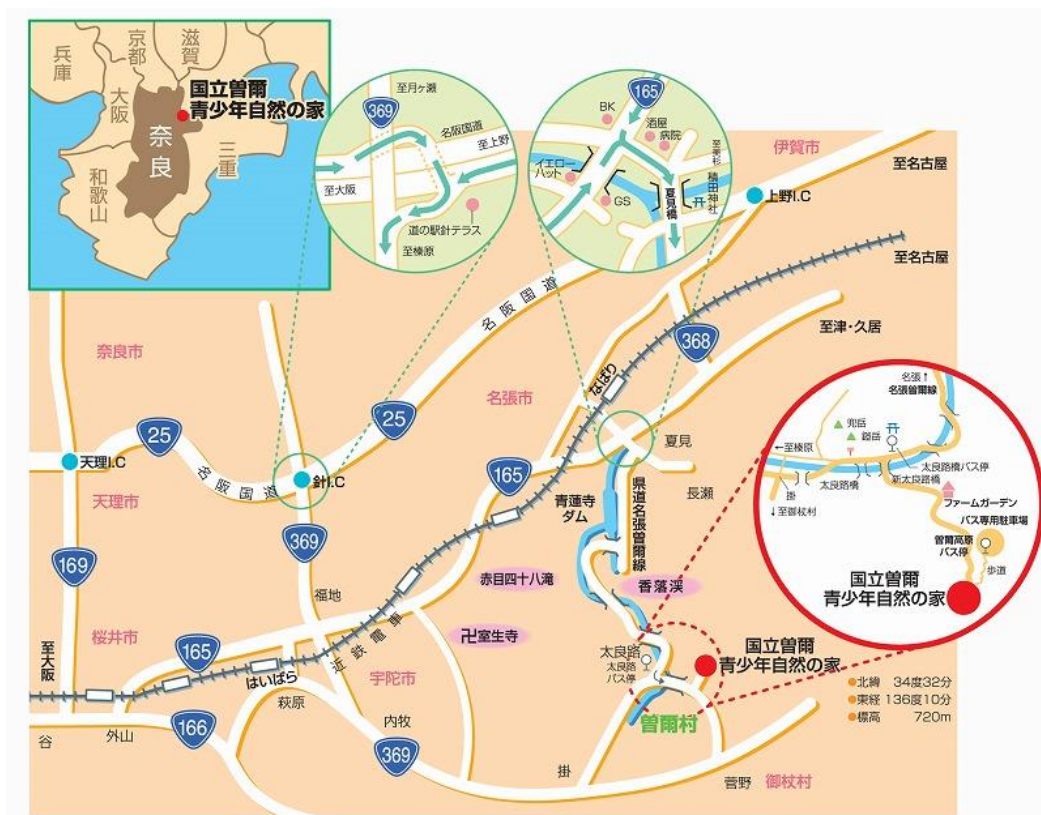 兵庫
京都
滋賀
大阪
奈良
和歌山
三重
国立曽爾
青少年自然の家
369
至月ヶ瀬
名阪国道
至上野
至大阪
道の駅針テラス
至榛原
165
BK
酒屋
病院
至美杉
イエロー
ハット
GS
夏見橋
積田神社
伊賀市
至名古屋
上野I.C
至名古屋
名阪国道
368
至津・久居
奈良市
名張市
なばり
25
25
夏見
天理I.C
名阪国道
針I.C
165
長瀬
天理市
青蓮寺
ダム
県道名張曽爾線
369
169
赤目四十八滝
香落渓
福地
桜井市
卍室生寺
近鉄電車
165
至大阪
はいばら
宇陀市
太良路
太良路
バス停
国立曽爾
青少年自然の家
萩原
曽爾村
谷
外山
166
内牧
369
掛
菅野
御杖村
名張
名張曽爾線
兜岳
鎧岳
←至榛原
太良路橋バス停
掛
太良路橋
新太良路橋
↓至御杖村
ファームガーデン
バス専用駐車場
曽爾高原
バス停
歩道
国立曽爾
青少年自然の家
●北緯 34度32分
●東経 136度10分
●標高 720m